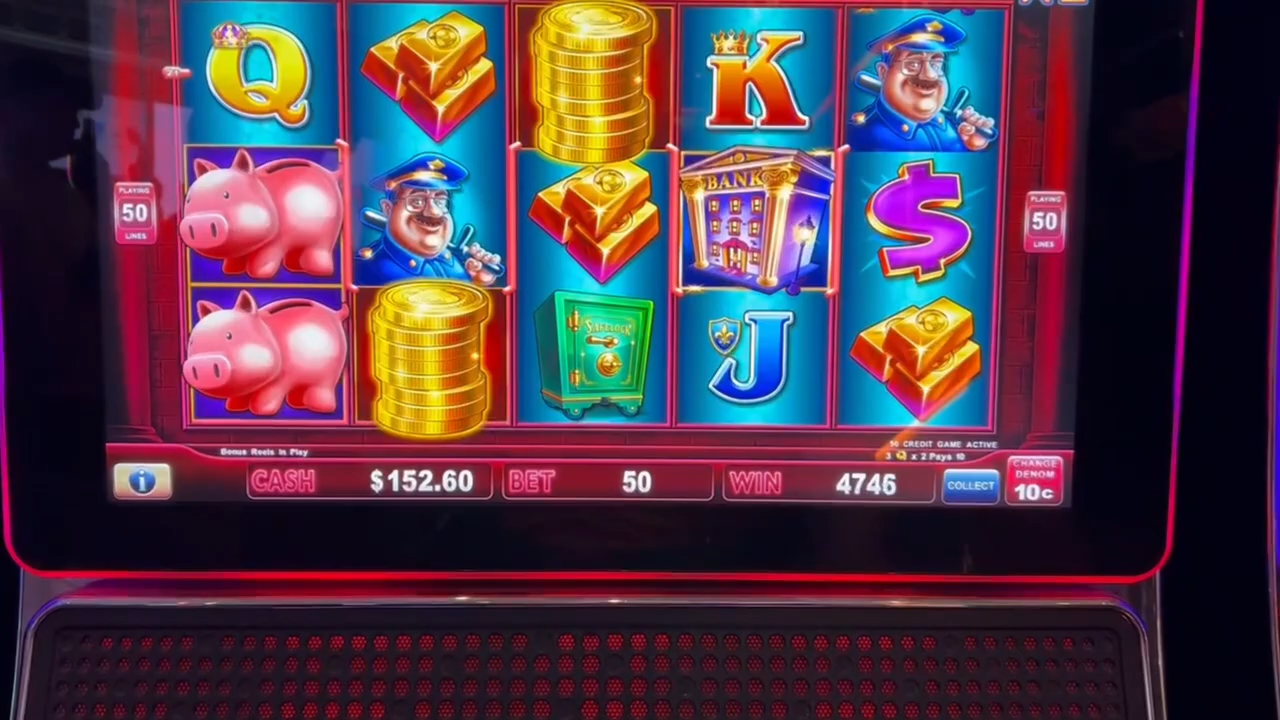 Q
K
BANK
$
SAFELOCK
J
PLAYING
50
LINES
PLAYING
50
LINES
Bonus Reels In Play
50 CREDIT GAME ACTIVE
3 Q x 2 Pays 10
i
CASH $152.60
BET 50
WIN 4746
COLLECT
CHANGE
DENOM
10¢